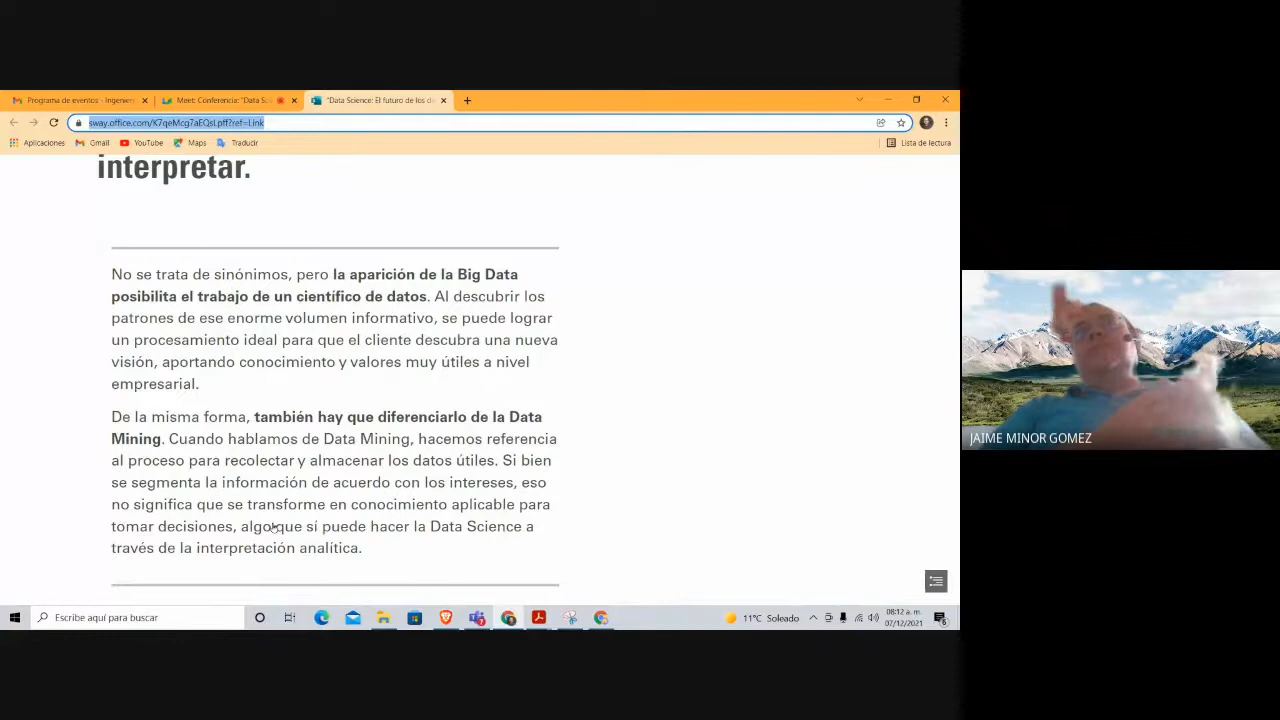 Programa de eventos - Ingenier
Meet: Conferencia: "Data Sc
"Data Science: El futuro de los d
sway.office.com/K7qeMcg7aEQsLpff?ref=Link
Aplicaciones
Gmail
YouTube
Maps
Traducir
Lista de lectura
interpretar.
No se trata de sinónimos, pero la aparición de la Big Data
posibilita el trabajo de un científico de datos. Al descubrir los
patrones de ese enorme volumen informativo, se puede lograr
un procesamiento ideal para que el cliente descubra una nueva
visión, aportando conocimiento y valores muy útiles a nivel
empresarial.
De la misma forma, también hay que diferenciarlo de la Data
Mining. Cuando hablamos de Data Mining, hacemos referencia
al proceso para recolectar y almacenar los datos útiles. Si bien
se segmenta la información de acuerdo con los intereses, eso
no significa que se transforme en conocimiento aplicable para
tomar decisiones, algo que sí puede hacer la Data Science a
través de la interpretación analítica.
JAIME MINOR GOMEZ
Escribe aquí para buscar
11°C Soleado
08:12 a. m.
07/12/2021